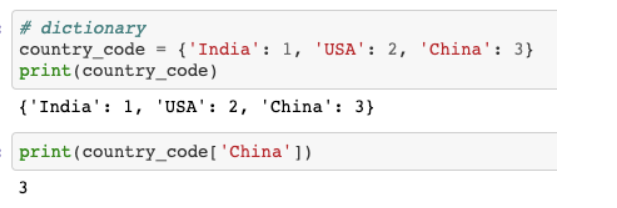 # dictionary
country_code = {'India': 1, 'USA': 2, 'China': 3}
print(country_code)
{'India': 1, 'USA': 2, 'China': 3}
print(country_code['China'])
3